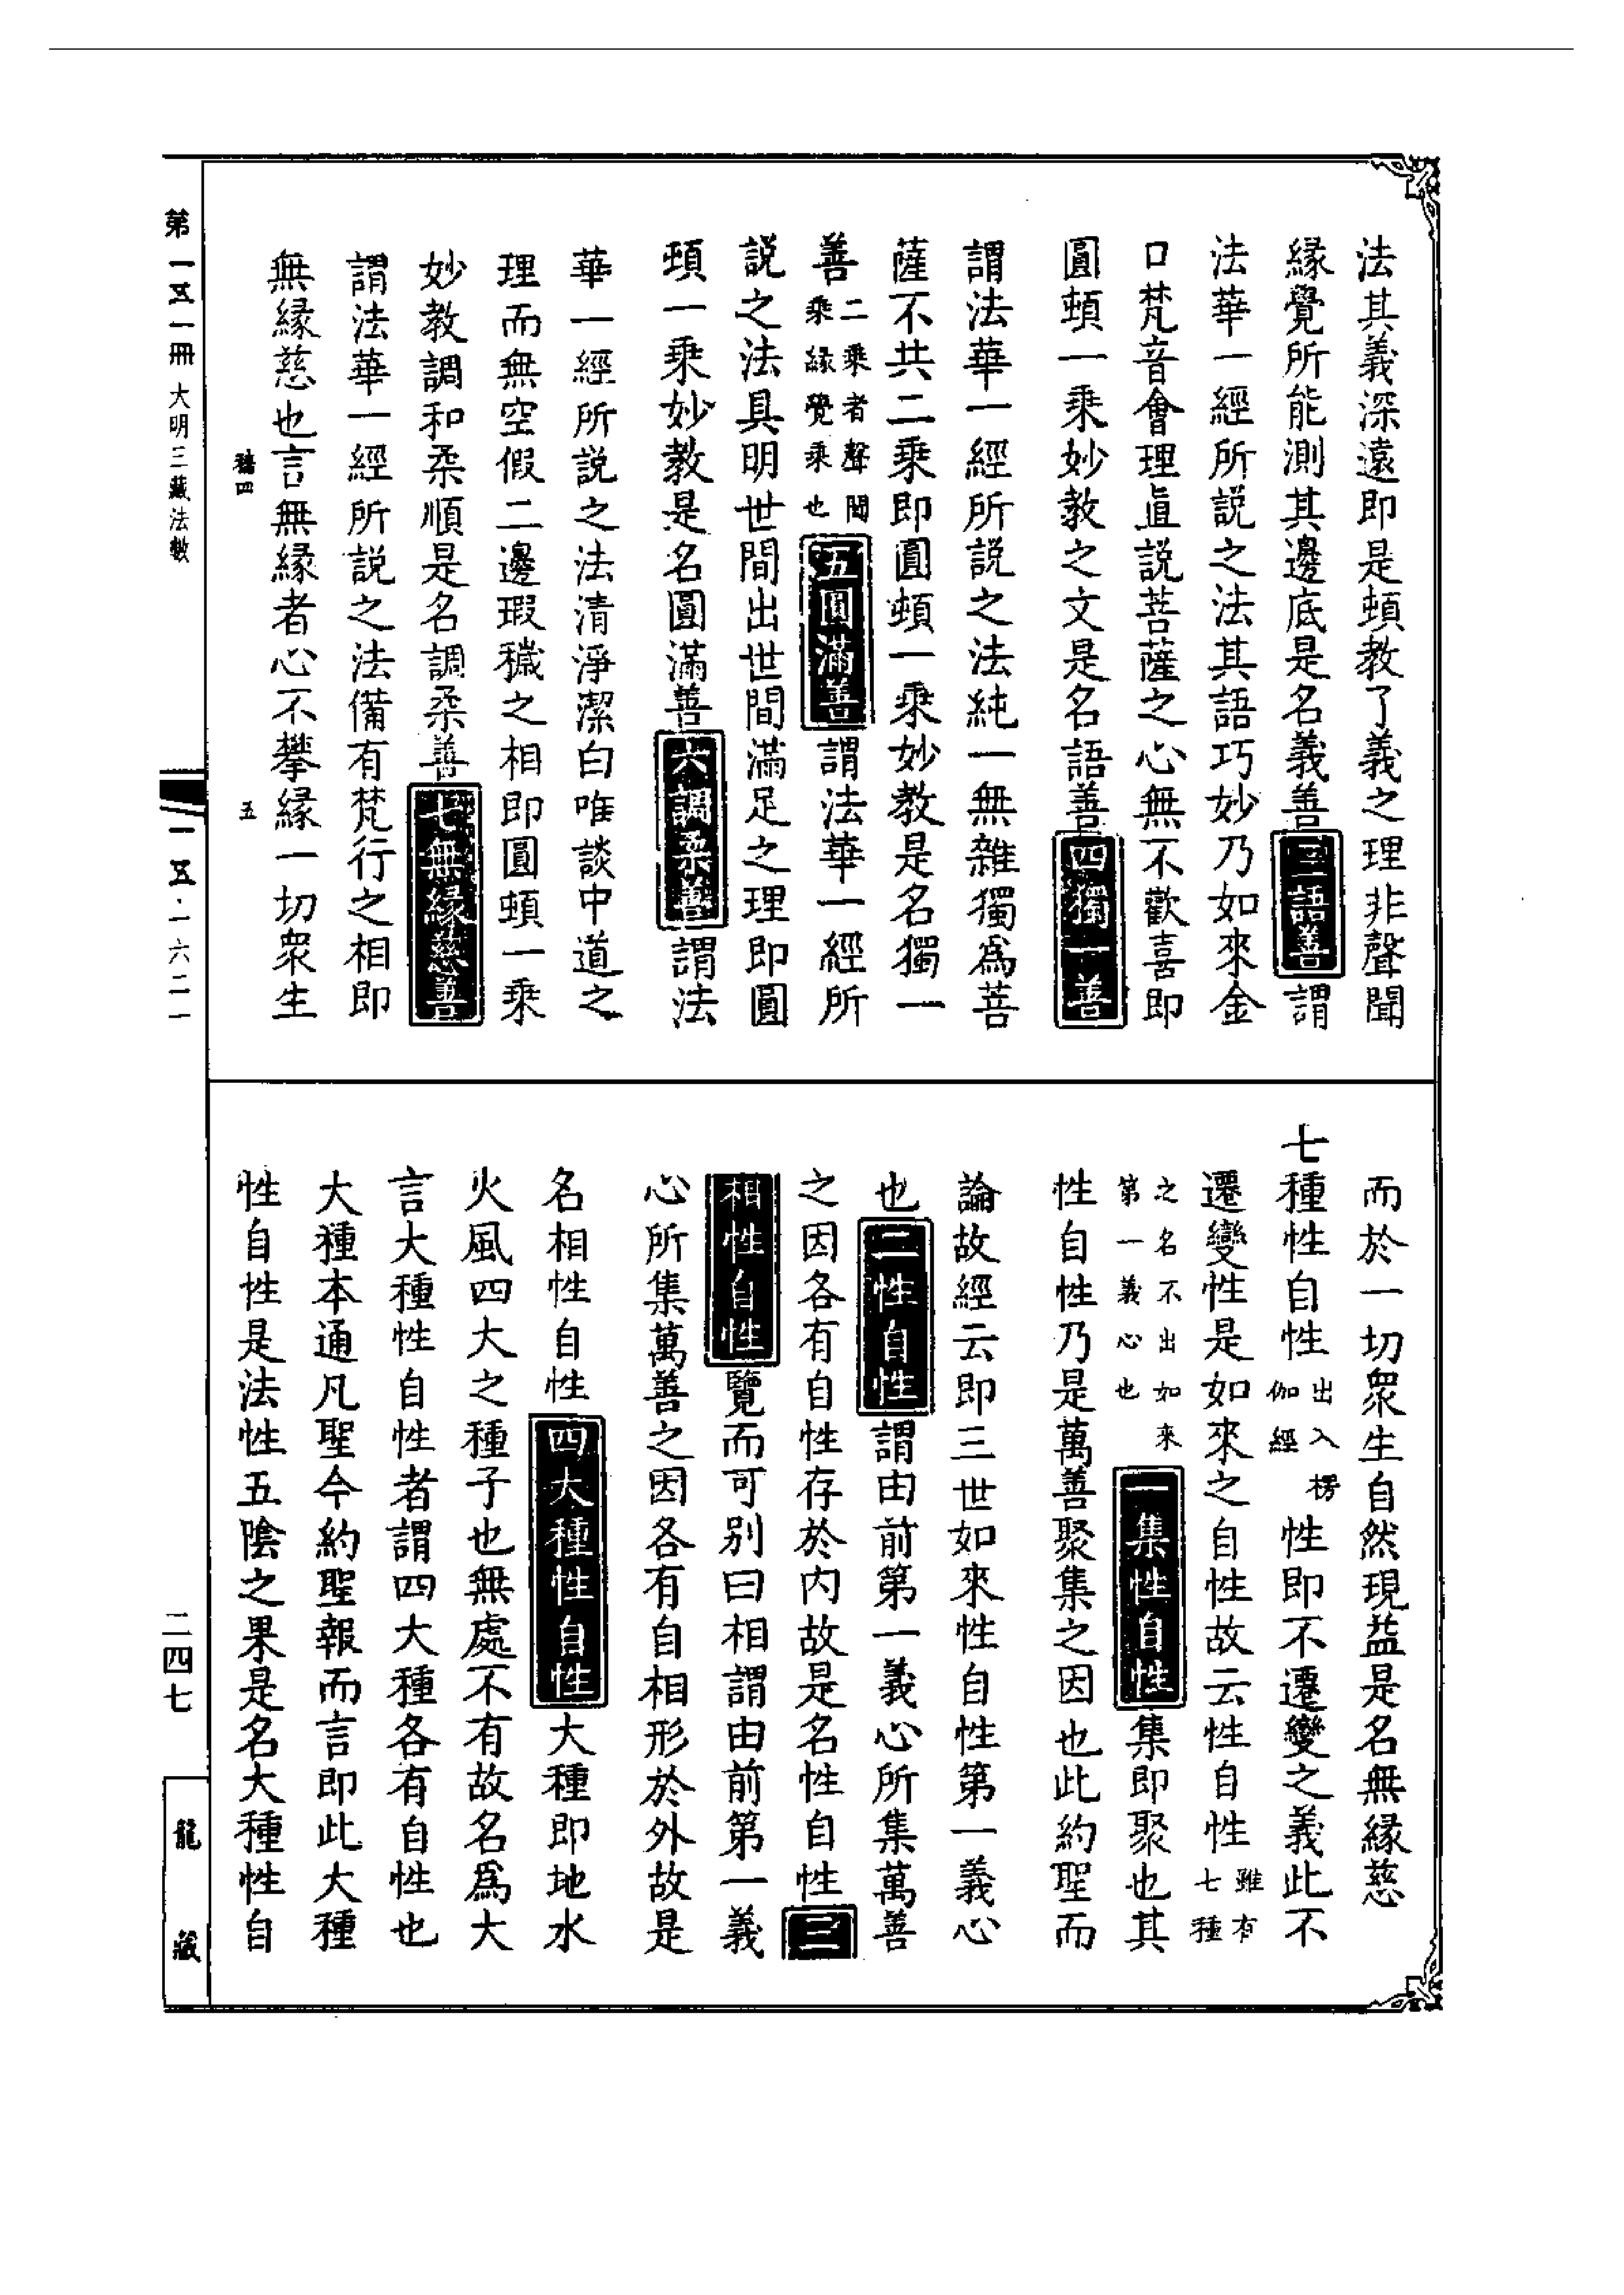 法其義深遠即是頓教了義之理非聲聞
緣覺所能測其邊底是名義善三語善謂
法華一經所說之法其語巧妙乃如來金
口梵音會理直說菩薩之心無不歡喜即
圓頓一乘妙教之文是名語善四獨一善
謂法華一經所說之法純一無雜獨爲菩
薩不共二乘即圓頓一乘妙教是名獨一
善二乘者聲聞乘緣覺乘也五圓滿善謂法華一經所
說之法具明世間出世間滿足之理即圓
頓一乘妙教是名圓滿善六調柔善謂法
華一經所說之法清淨潔白唯談中道之
理而無空假二邊瑕穢之相即圓頓一乘
妙教調和柔順是名調柔善七無緣慈善
謂法華一經所說之法備有梵行之相即
無緣慈也言無緣者心不攀緣一切衆生
而於一切衆生自然現益是名無緣慈
七種性自性出入楞伽經性即不遷變之義此不
遷變性是如來之自性故云性自性雖有七種
之名不出如來第一義心也一集性自性集即聚也其
性自性乃是萬善聚集之因也此約聖而
論故經云即三世如來性自性第一義心
也二性自性謂由前第一義心所集萬善
之因各有自性存於內故是名性自性三
相性自性覽而可別曰相謂由前第一義
心所集萬善之因各有自相形於外故是
名相性自性四大種性自性大種即地水
火風四大之種子也無處不有故名爲大
言大種性自性者謂四大種各有自性也
大種本通凡聖今約聖報而言即此大種
性自性是法性五陰之果是名大種性自
第一五一冊 大明三藏法數
四
五
一五·一六二一
二四七
龍藏